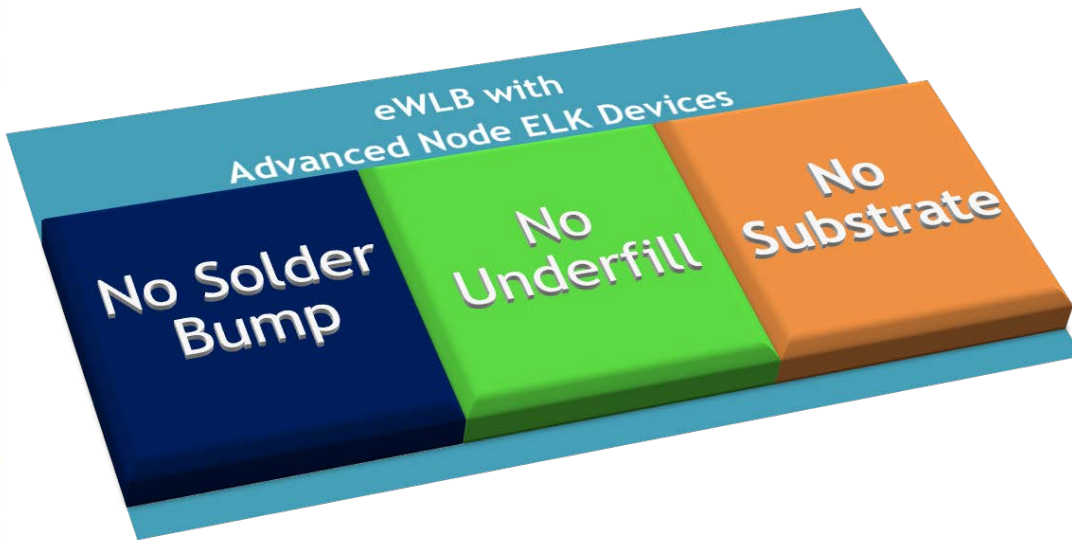 eWLB with
Advanced Node ELK Devices
No Solder
Bump
No
Underfill
No
Substrate